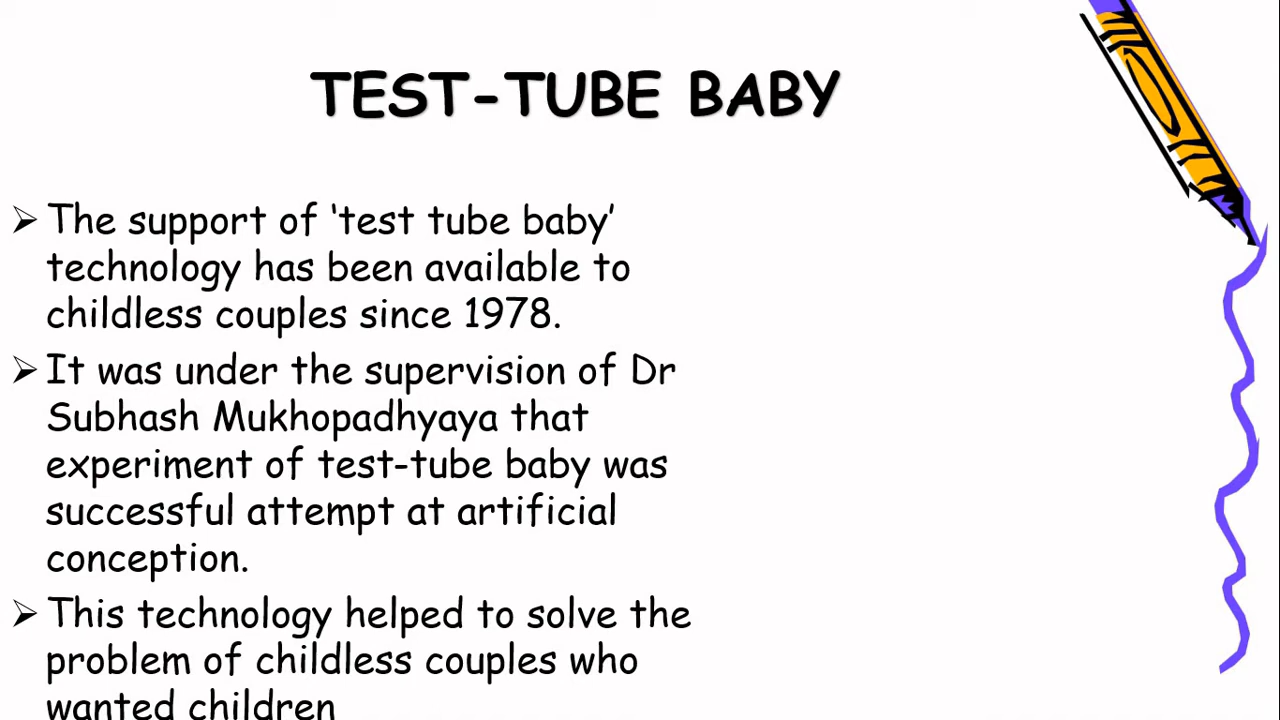 TEST-TUBE BABY
➢ The support of ‘test tube baby’
technology has been available to
childless couples since 1978.
➢ It was under the supervision of Dr
Subhash Mukhopadhyaya that
experiment of test-tube baby was
successful attempt at artificial
conception.
➢ This technology helped to solve the
problem of childless couples who
wanted children